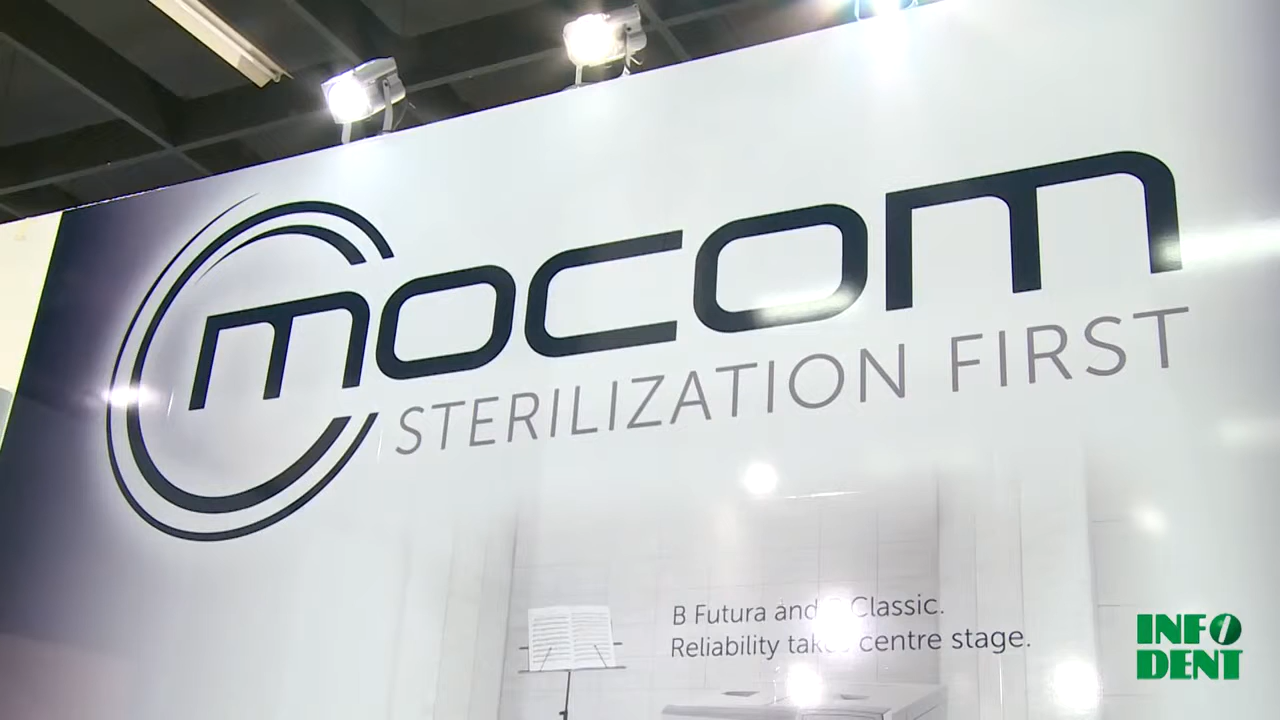 mocom
STERILIZATION FIRST
B Futura and Classic.
Reliability centre stage.
INFO
DENT